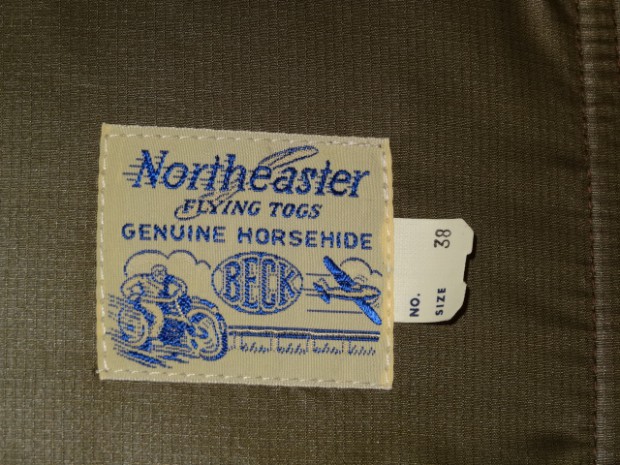 Northeaster
FLYING TOGS
GENUINE HORSEHIDE
BECK
NO.
SIZE 38